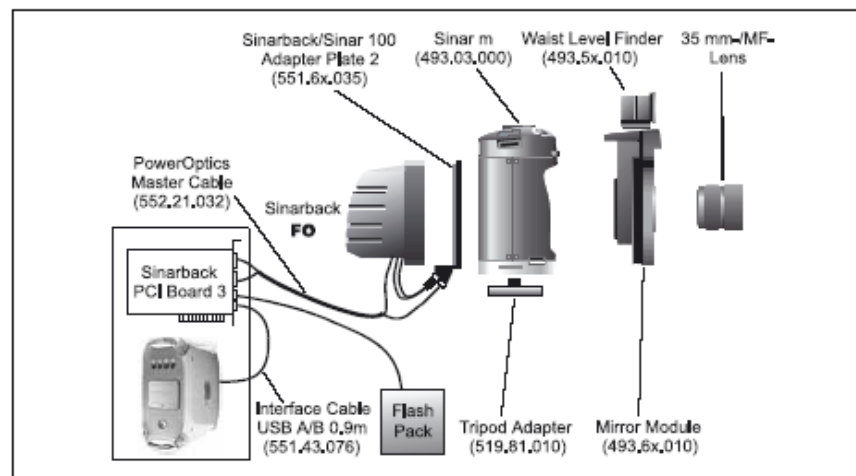 Sinarback/Sinar 100
Adapter Plate 2
(551.6x.035)
Sinar m
(493.03.000)
Waist Level Finder
(493.5x.010)
35 mm-/MF-
Lens
PowerOptics
Master Cable
(552.21.032)
Sinarback
FO
Sinarback
PCI Board 3
Interface Cable
USB A/B 0.9m
(551.43.076)
Flash
Pack
Tripod Adapter
(519.81.010)
Mirror Module
(493.6x.010)